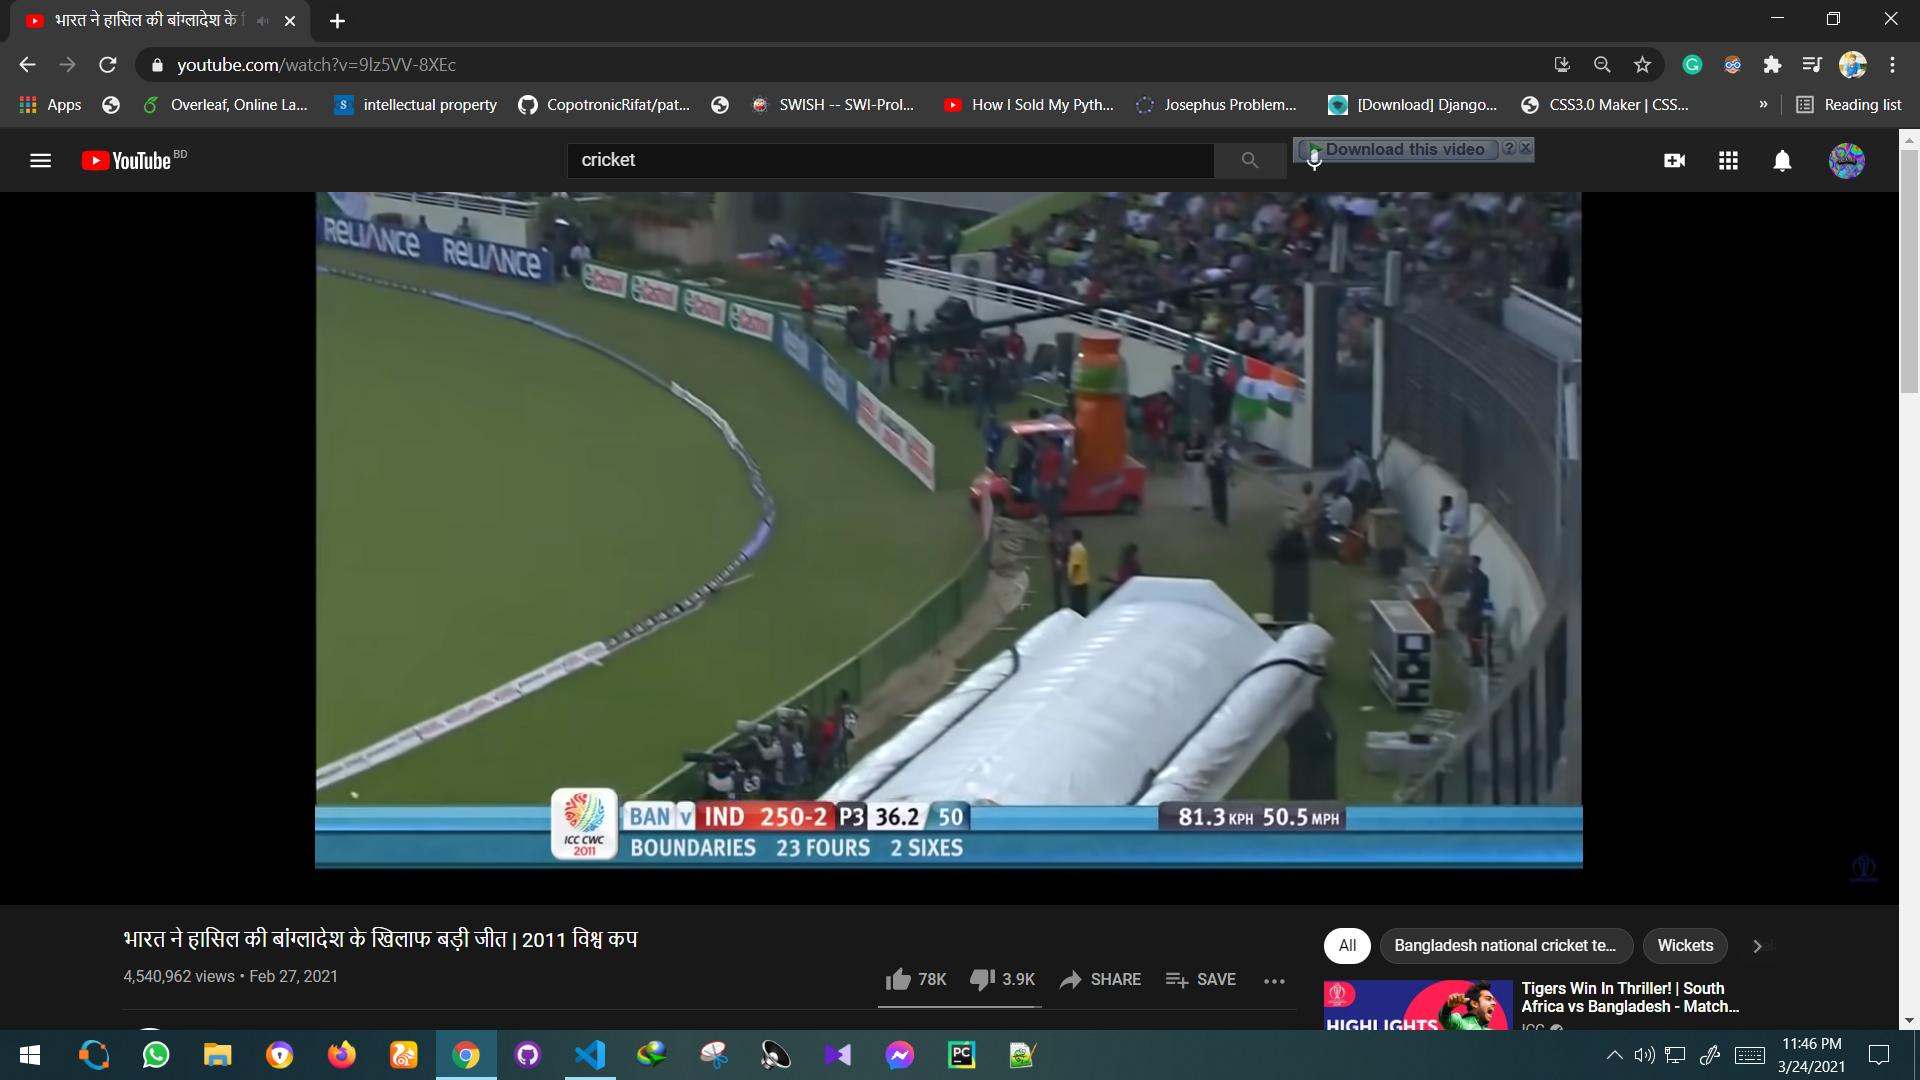 भारत ने हासिल की बांग्लादेश के
youtube.com/watch?v=9lz5VV-8XEc
Apps
Overleaf, Online La...
intellectual property
CopotronicRifat/pat...
SWISH -- SWI-Prol...
How I Sold My Pyth...
Josephus Problem...
[Download] Django...
CSS3.0 Maker | CSS...
»
Reading list
YouTube BD
cricket
Download this video
RELIANCE RELIANCE
Castrol Castrol Castrol Castrol
BAN v IND 250-2 P3 36.2 50
81.3 KPH 50.5 MPH
ICC CWC 2011
BOUNDARIES 23 FOURS 2 SIXES
भारत ने हासिल की बांग्लादेश के खिलाफ बड़ी जीत | 2011 विश्व कप
4,540,962 views • Feb 27, 2021
78K
3.9K
SHARE
SAVE
All
Bangladesh national cricket te...
Wickets
HIGHLIGHTS
Tigers Win In Thriller! | South
Africa vs Bangladesh - Match...
ICC
11:46 PM
3/24/2021